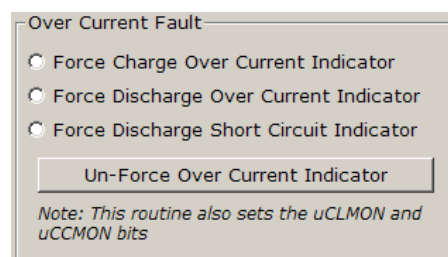 Over Current Fault
Force Charge Over Current Indicator
Force Discharge Over Current Indicator
Force Discharge Short Circuit Indicator
Un-Force Over Current Indicator
Note: This routine also sets the uCLMON and
uCCMON bits